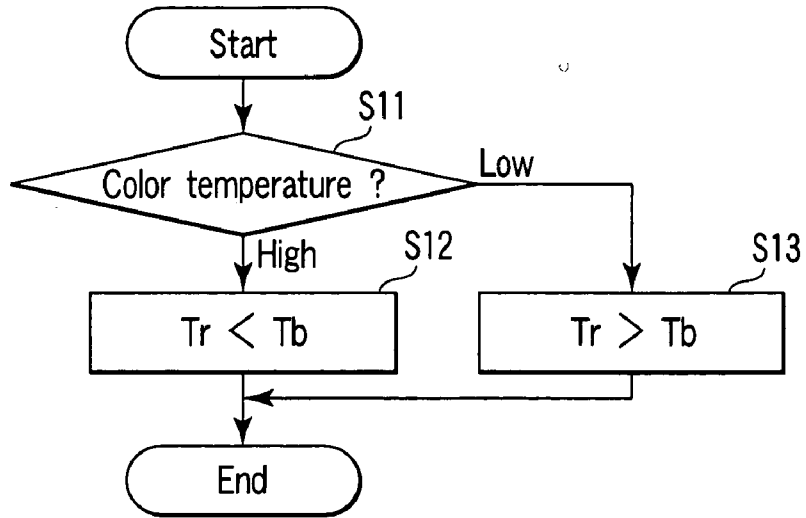 Start
S11
Color temperature ?
Low
High
S12
S13
Tr < Tb
Tr > Tb
End